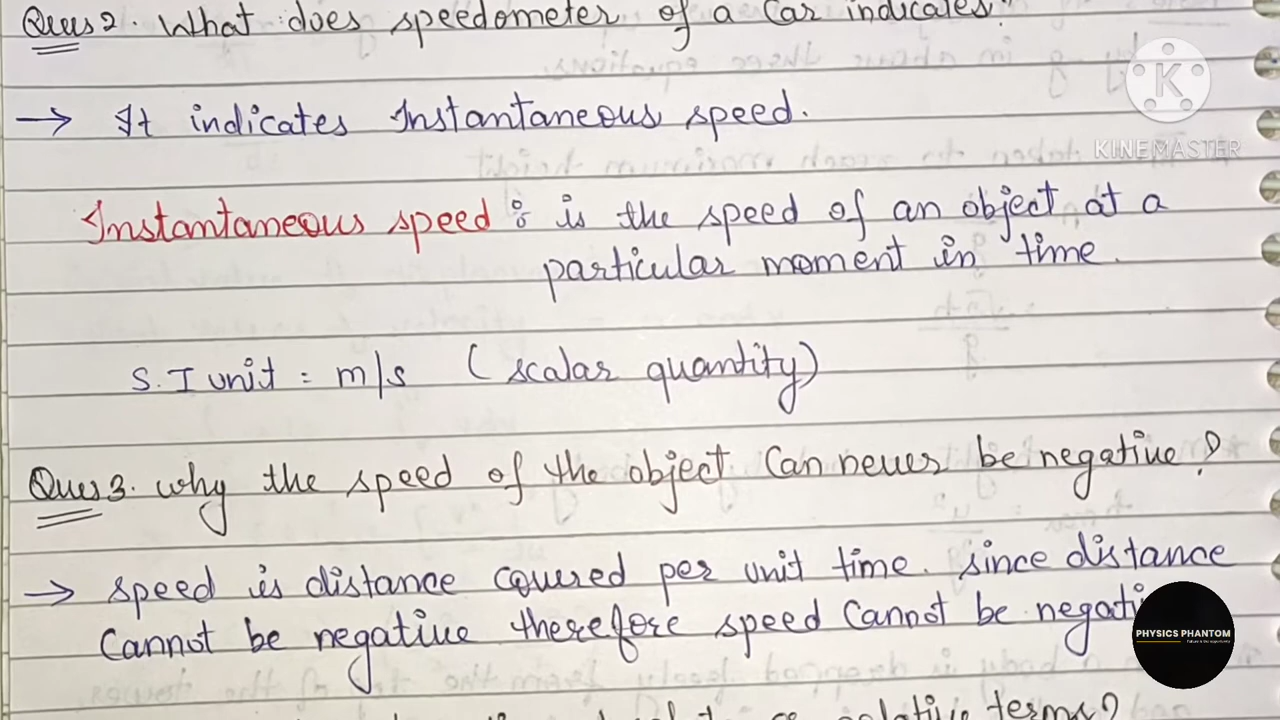 Ques 2. What does speedometer of a Car indicates?
→ It indicates Instantaneous speed.
KINEMASTER
Instantaneous speed : is the speed of an object at a
particular moment in time.
S.I unit = m/s (scalar quantity)
Ques 3. why the speed of the object Can never be negative?
→ speed is distance covered per unit time. since distance
Cannot be negative therefore speed Cannot be negati
PHYSICS PHANTOM
relative terms?